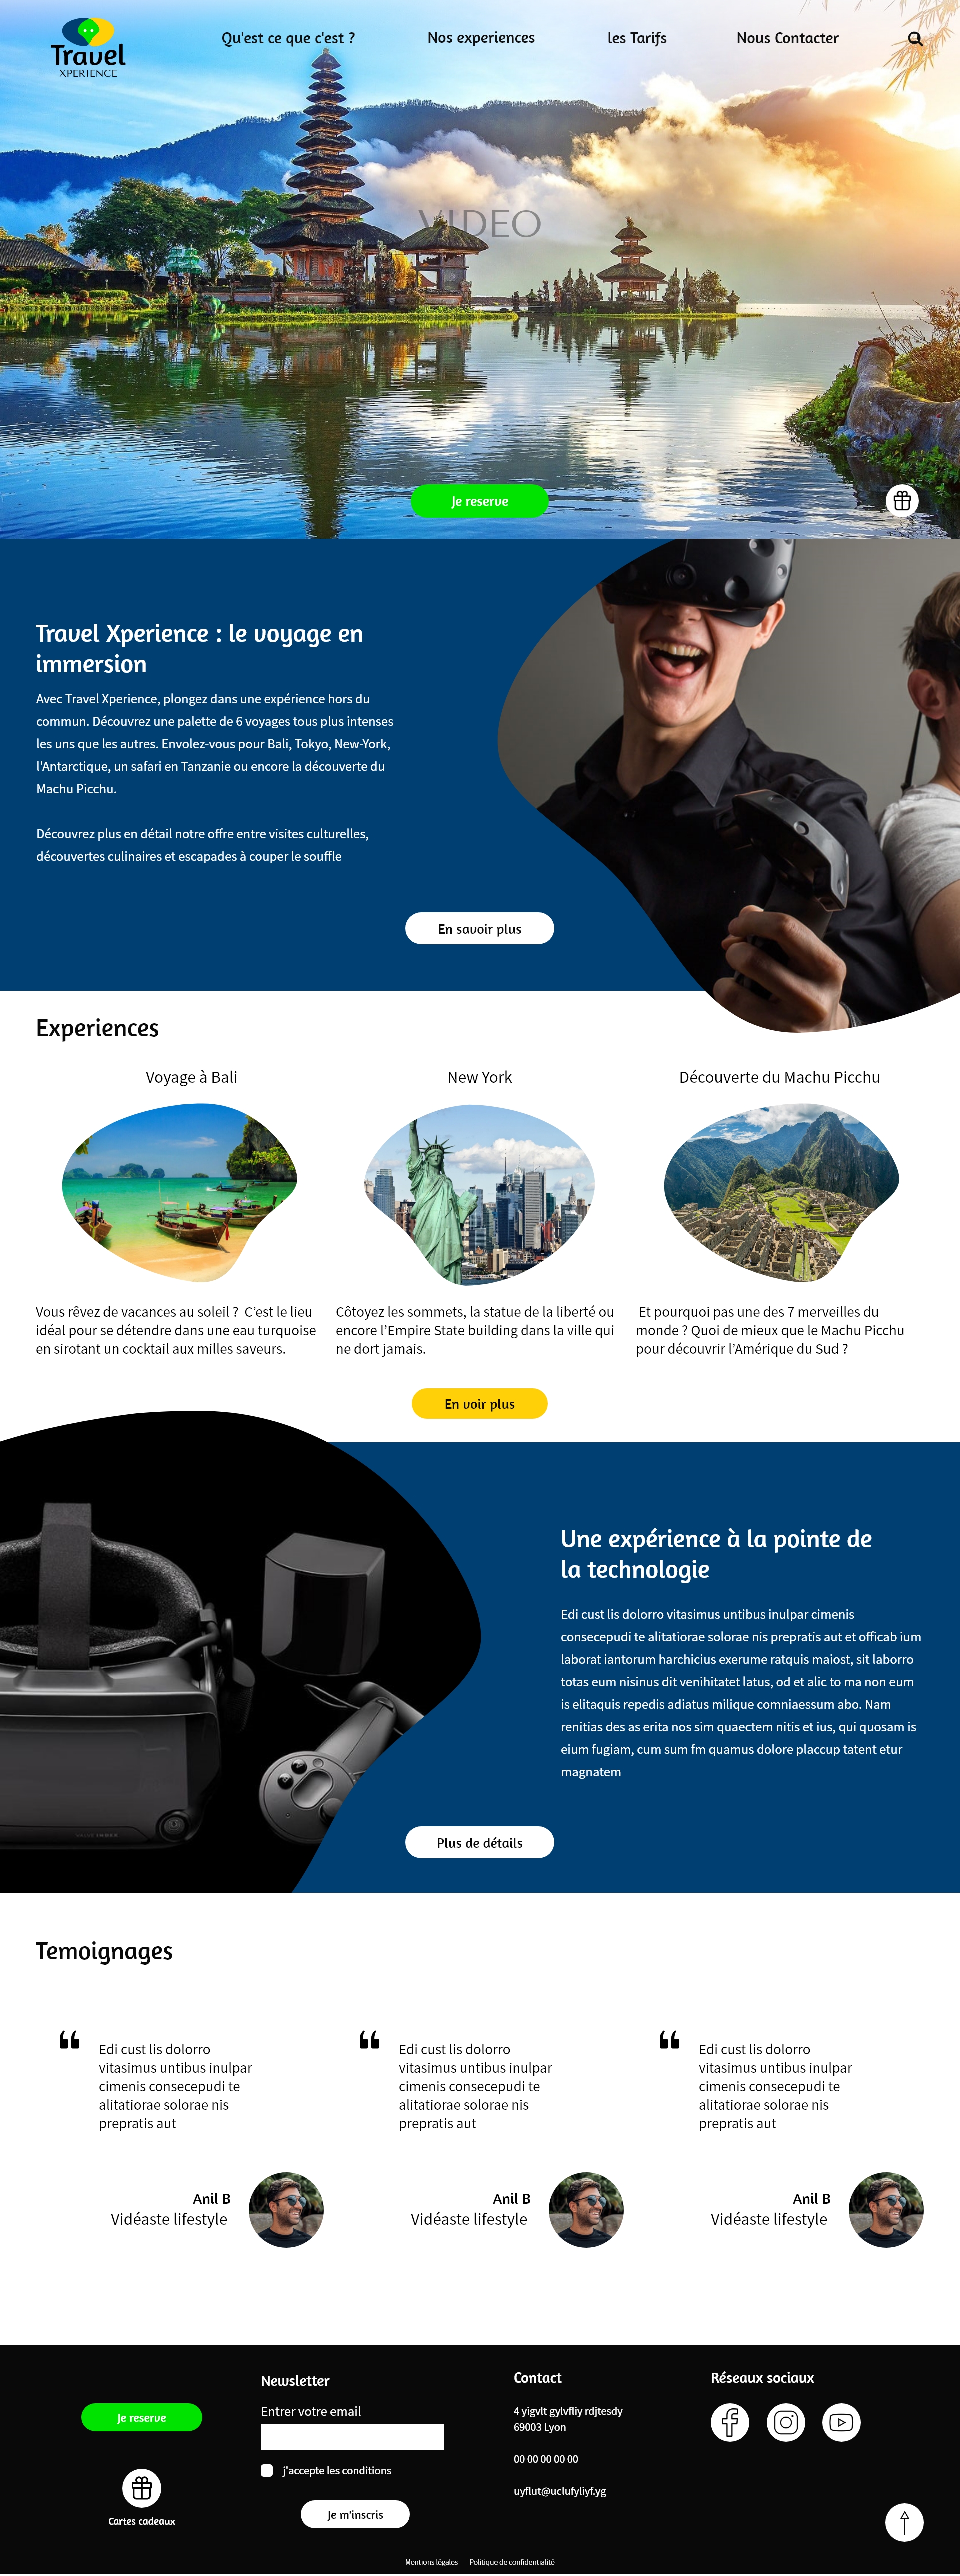 Travel
XPERIENCE
Qu'est ce que c'est ?
Nos experiences
les Tarifs
Nous Contacter
VIDEO
Je reserve
Travel Xperience : le voyage en
immersion
Avec Travel Xperience, plongez dans une expérience hors du
commun. Découvrez une palette de 6 voyages tous plus intenses
les uns que les autres. Envolez-vous pour Bali, Tokyo, New-York,
l'Antarctique, un safari en Tanzanie ou encore la découverte du
Machu Picchu.
Découvrez plus en détail notre offre entre visites culturelles,
découvertes culinaires et escapades à couper le souffle
En savoir plus
Experiences
Voyage à Bali
New York
Découverte du Machu Picchu
Vous rêvez de vacances au soleil ? C’est le lieu
idéal pour se détendre dans une eau turquoise
en sirotant un cocktail aux milles saveurs.
Côtoyez les sommets, la statue de la liberté ou
encore l’Empire State building dans la ville qui
ne dort jamais.
Et pourquoi pas une des 7 merveilles du
monde ? Quoi de mieux que le Machu Picchu
pour découvrir l’Amérique du Sud ?
En voir plus
VALVE INDEX
Une expérience à la pointe de
la technologie
Edi cust lis dolorro vitasimus untibus inulpar cimenis
consecepudi te alitatiorae solorae nis prepratis aut et officab ium
laborat iantorum harchicius exerume ratquis maiost, sit laborro
totas eum nisinus dit venihitatet latus, od et alic to ma non eum
is elitaquis repedis adiatus milique comniaessum abo. Nam
renitias des as erita nos sim quaectem nitis et ius, qui quosam is
eium fugiam, cum sum fm quamus dolore placcup tatent etur
magnatem
Plus de détails
Temoignages
“
Edi cust lis dolorro
vitasimus untibus inulpar
cimenis consecepudi te
alitatiorae solorae nis
prepratis aut
Anil B
Vidéaste lifestyle
“
Edi cust lis dolorro
vitasimus untibus inulpar
cimenis consecepudi te
alitatiorae solorae nis
prepratis aut
Anil B
Vidéaste lifestyle
“
Edi cust lis dolorro
vitasimus untibus inulpar
cimenis consecepudi te
alitatiorae solorae nis
prepratis aut
Anil B
Vidéaste lifestyle
Je reserve
Cartes cadeaux
Newsletter
Entrer votre email
j'accepte les conditions
Je m'inscris
Contact
4 yigvlt gylvfliy rdjtesdy
69003 Lyon
00 00 00 00 00
uyflut@uclufyliyf.yg
Réseaux sociaux
Mentions légales - Politique de confidentialité